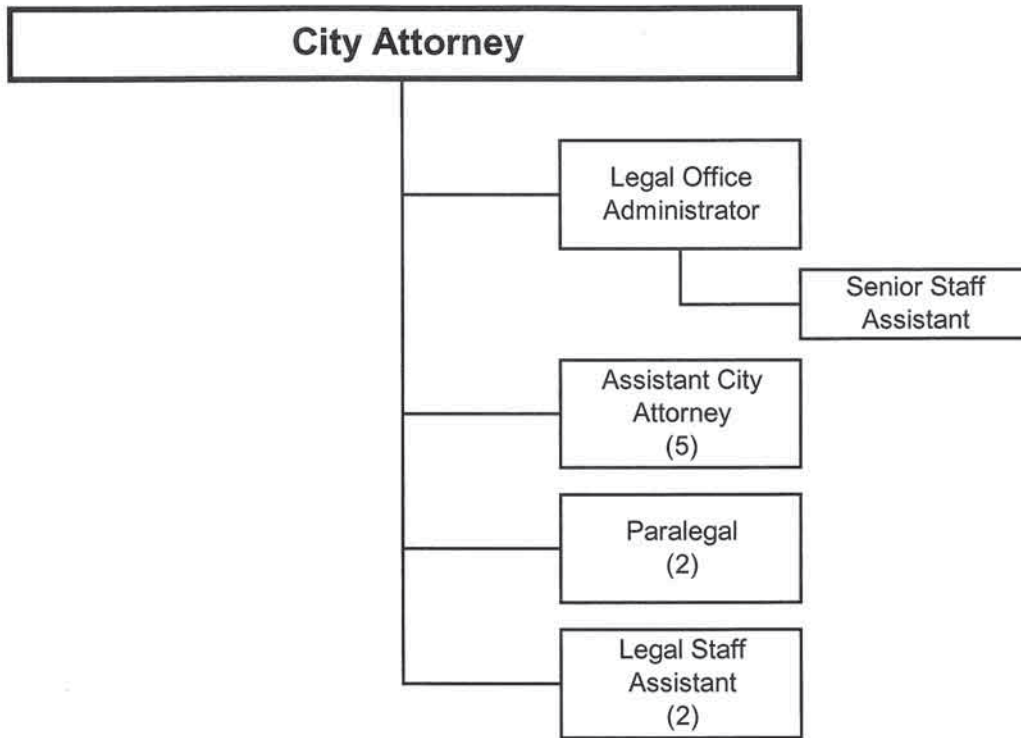 City Attorney
Legal Office
Administrator
Senior Staff
Assistant
Assistant City
Attorney
(5)
Paralegal
(2)
Legal Staff
Assistant
(2)